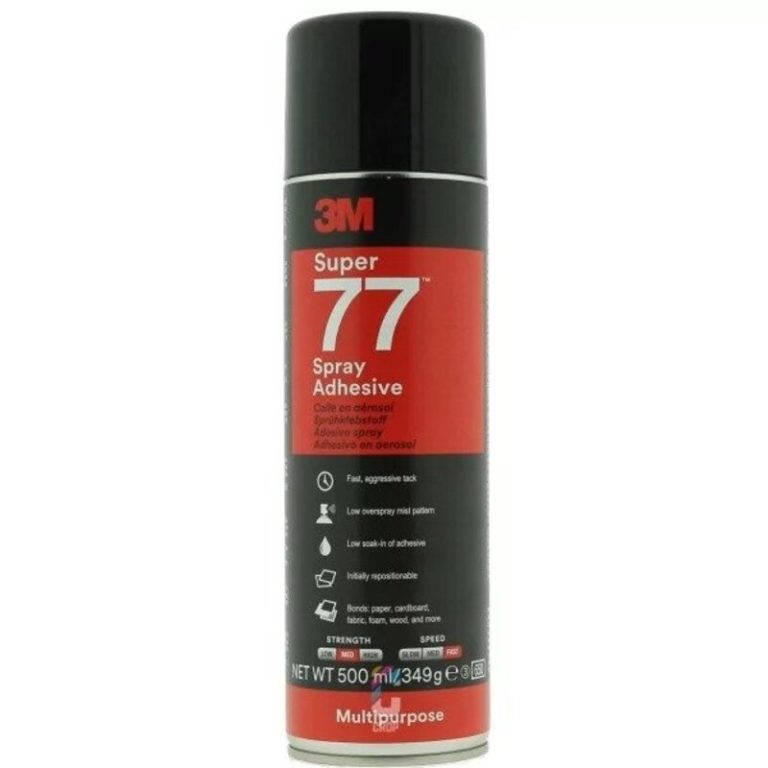 3M
Super
77™
Spray
Adhesive
Colle en aérosol
Sprühklebstoff
Adesivo spray
Adhesivo en aerosol
Fast, aggressive tack
Low overspray mist pattern
Low soak-in of adhesive
Initially repositionable
Bonds: paper, cardboard,
fabric, foam, wood, and more
STRENGTH SPEED
LOW MED HIGH SLOW MED FAST
NET WT 500 ml/349g e
Multipurpose
CROP